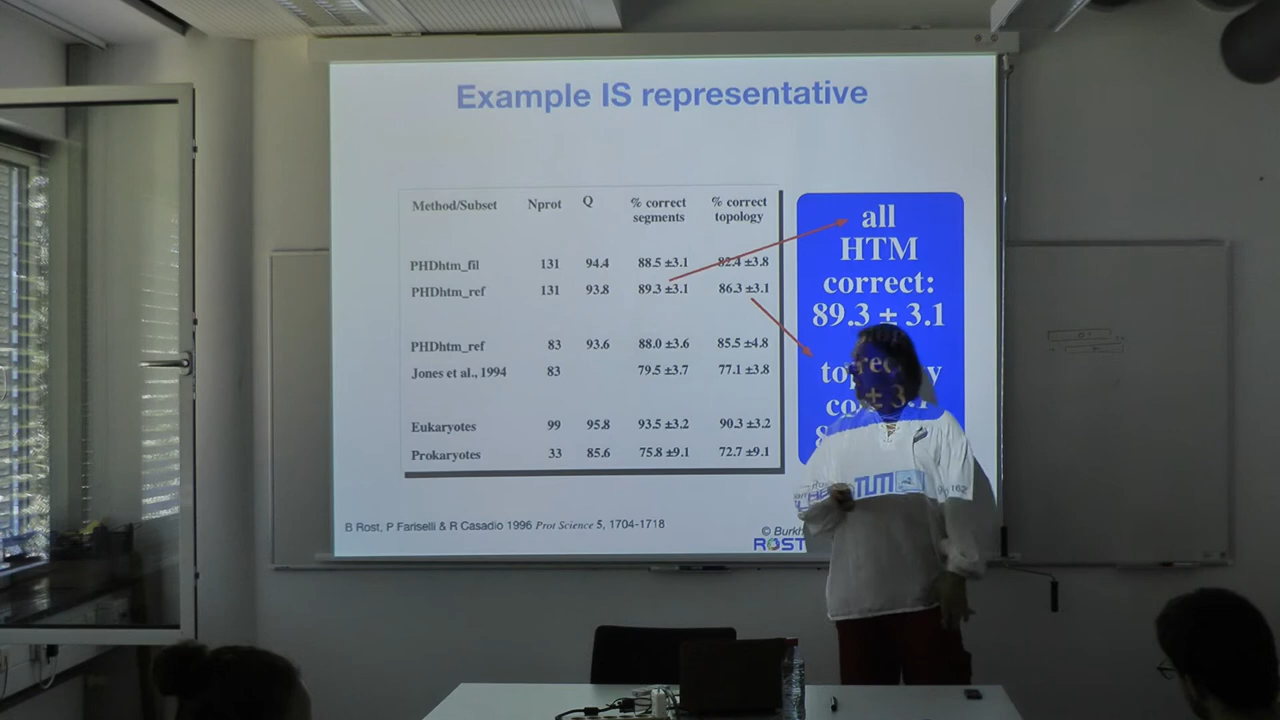 Example IS representative
Method/Subset Nprot Q % correct segments % correct topology
PHDhtm_fil 131 94.4 88.5 ±3.1 82.4 ±3.8
PHDhtm_ref 131 93.8 89.3 ±3.1 86.3 ±3.1
PHDhtm_ref 83 93.6 88.0 ±3.6 85.5 ±4.8
Jones et al., 1994 83 79.5 ±3.7 77.1 ±3.8
Eukaryotes 99 95.8 93.5 ±3.2 90.3 ±3.2
Prokaryotes 33 85.6 75.8 ±9.1 72.7 ±9.1
all
HTM
correct:
89.3 ± 3.1
B Rost, P Fariselli & R Casadio 1996 Prot Science 5, 1704-1718
©
ROST
TUM